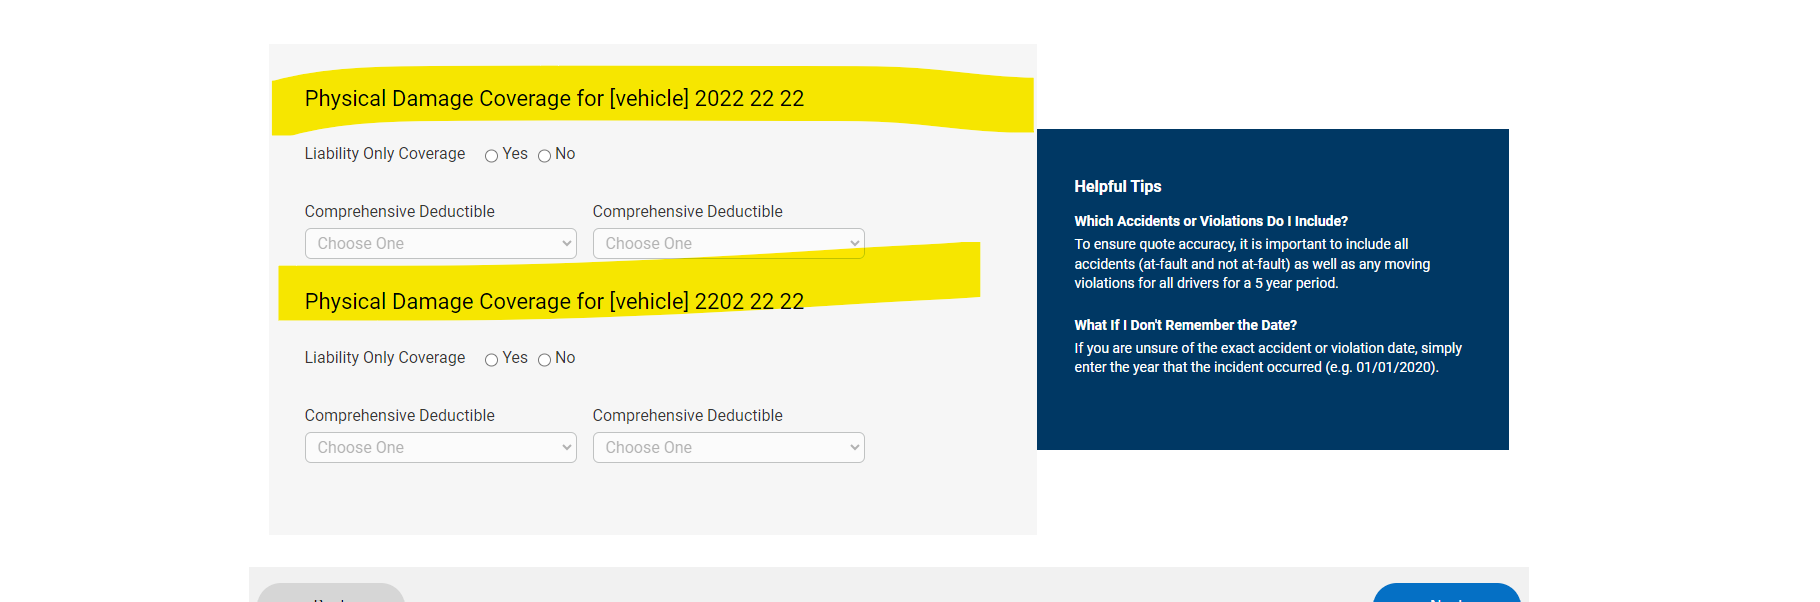 Physical Damage Coverage for [vehicle] 2022 22 22
Liability Only Coverage Yes No
Comprehensive Deductible Comprehensive Deductible
Choose One Choose One
Physical Damage Coverage for [vehicle] 2202 22 22
Liability Only Coverage Yes No
Comprehensive Deductible Comprehensive Deductible
Choose One Choose One
Helpful Tips
Which Accidents or Violations Do I Include?
To ensure quote accuracy, it is important to include all
accidents (at-fault and not at-fault) as well as any moving
violations for all drivers for a 5 year period.
What If I Don't Remember the Date?
If you are unsure of the exact accident or violation date, simply
enter the year that the incident occurred (e.g. 01/01/2020).